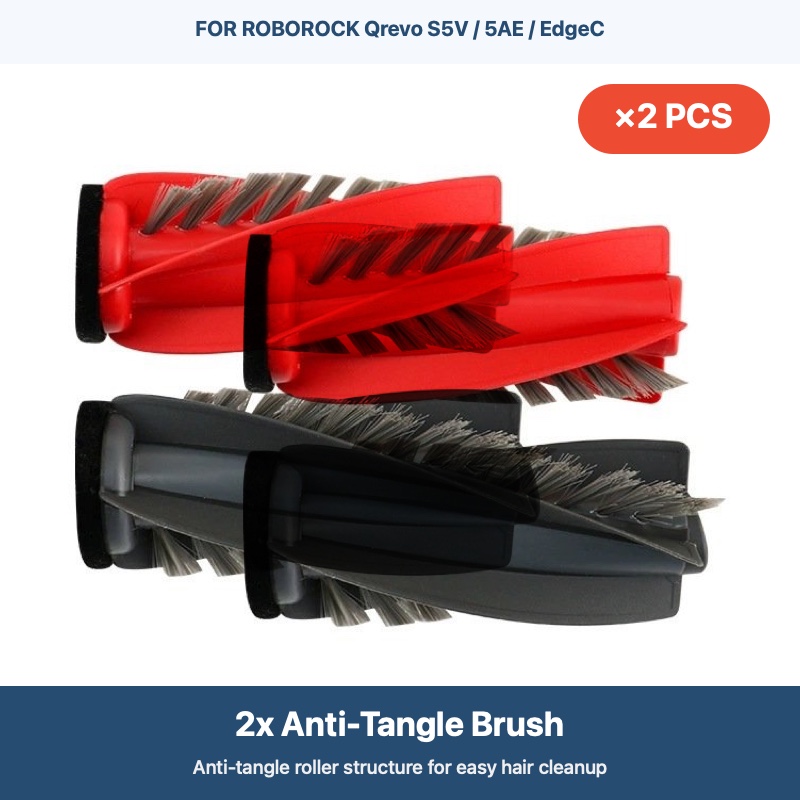 FOR ROBOROCK Qrevo S5V / 5AE / EdgeC
×2 PCS
2x Anti-Tangle Brush
Anti-tangle roller structure for easy hair cleanup